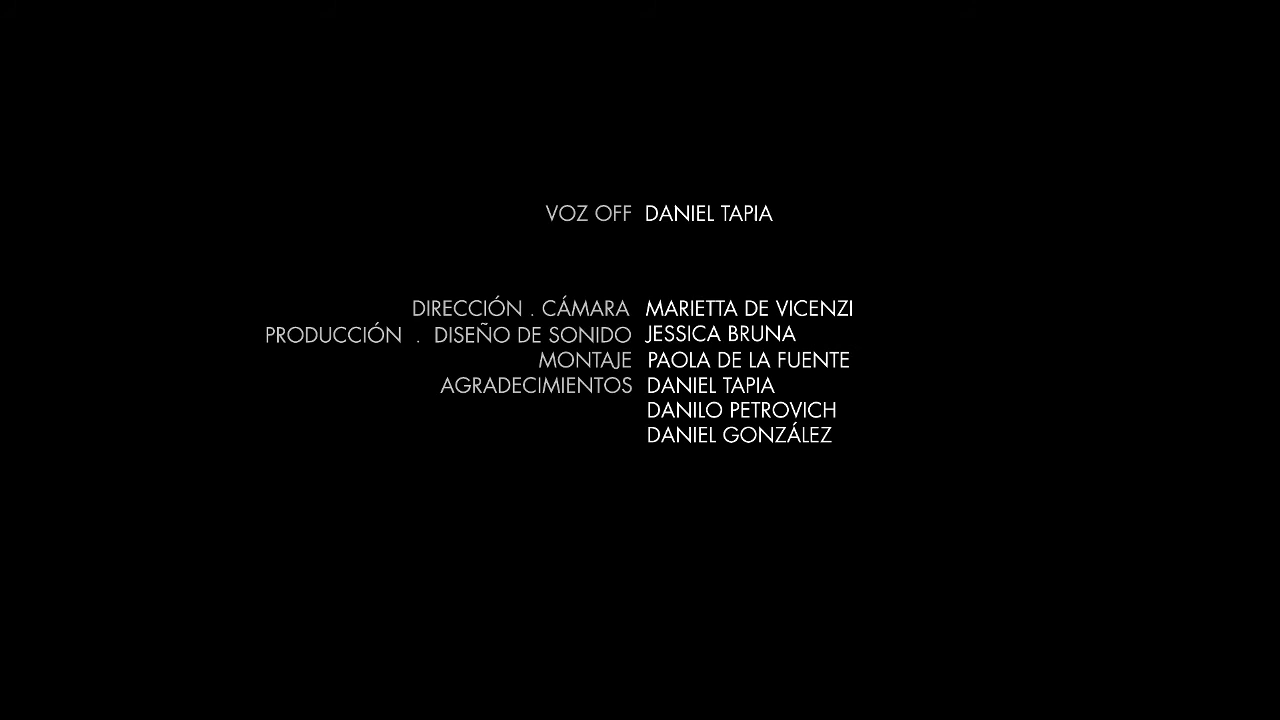 VOZ OFF DANIEL TAPIA
DIRECCIÓN . CÁMARA MARIETTA DE VICENZI
PRODUCCIÓN . DISEÑO DE SONIDO JESSICA BRUNA
MONTAJE PAOLA DE LA FUENTE
AGRADECIMIENTOS DANIEL TAPIA
DANILO PETROVICH
DANIEL GONZÁLEZ